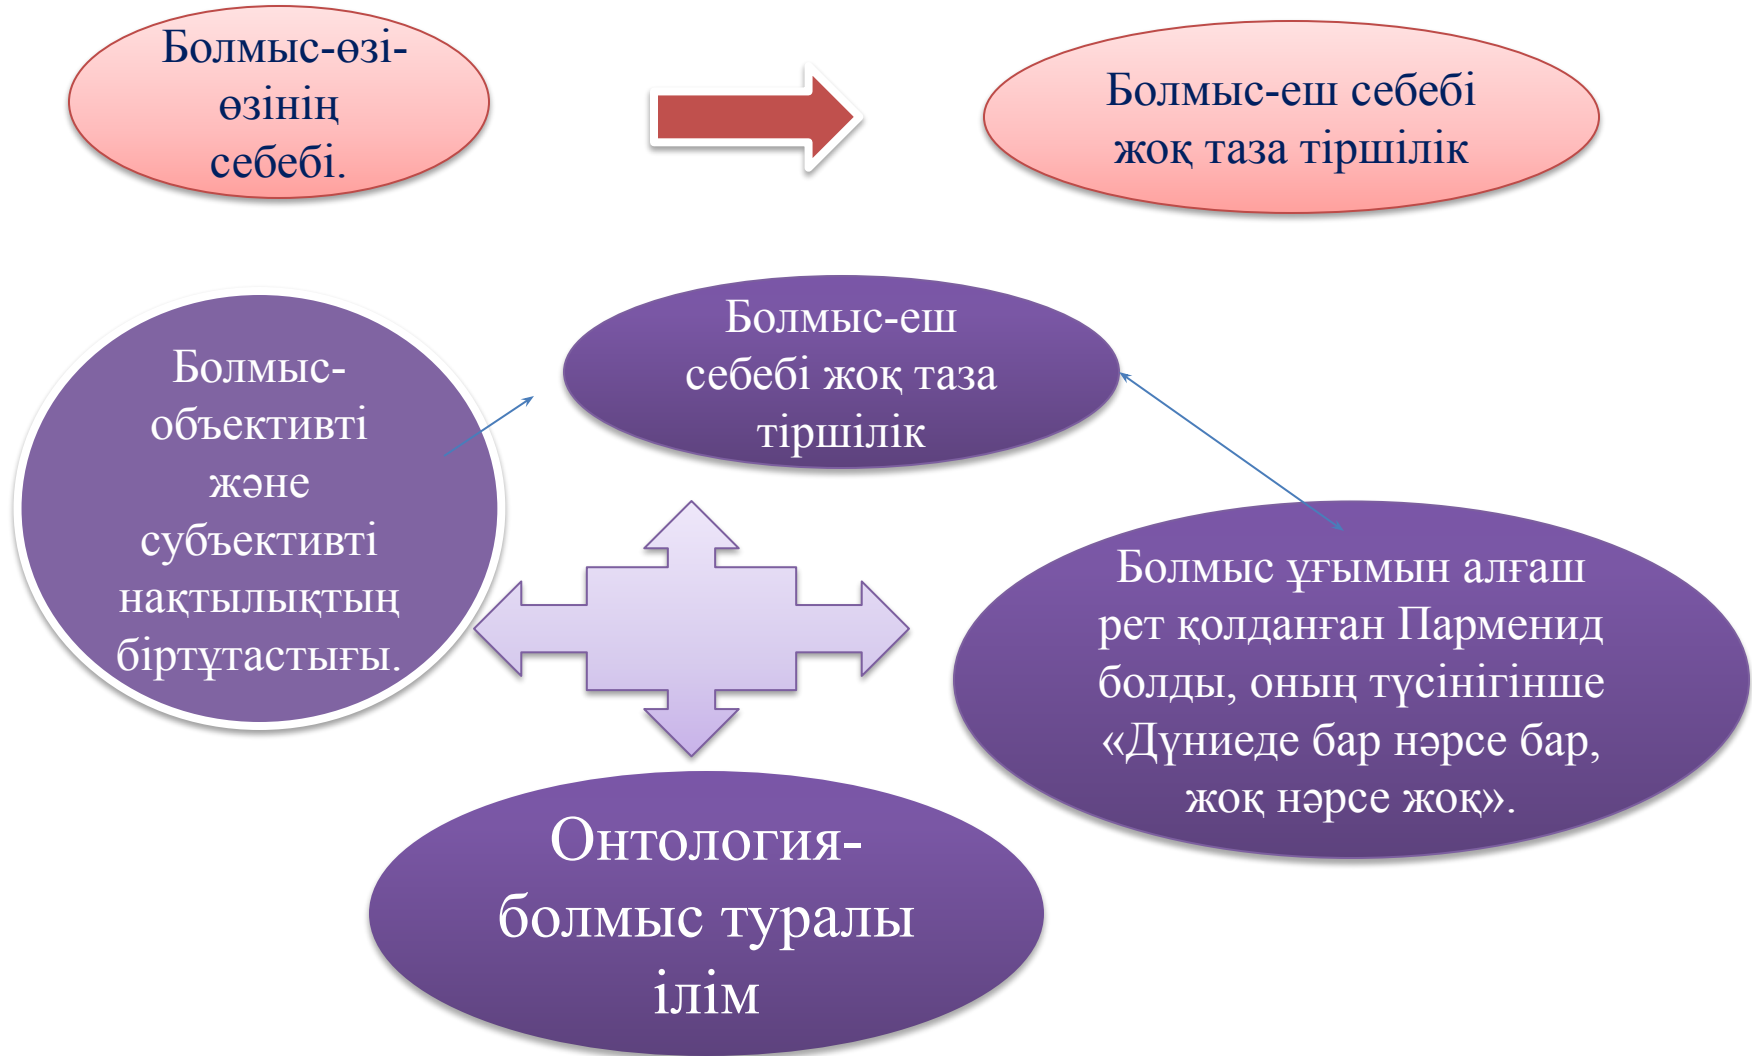 Болмыс-өзі-
өзінің
себебі.
Болмыс-еш себебі
жоқ таза тіршілік
Болмыс-еш
себебі жоқ таза
тіршілік
Болмыс-
объективті
және
субъективті
нақтылықтың
біртұтастығы.
Болмыс ұғымын алғаш
рет қолданған Парменид
болды, оның түсінігінше
«Дүниеде бар нәрсе бар,
жоқ нәрсе жоқ».
Онтология-
болмыс туралы
ілім